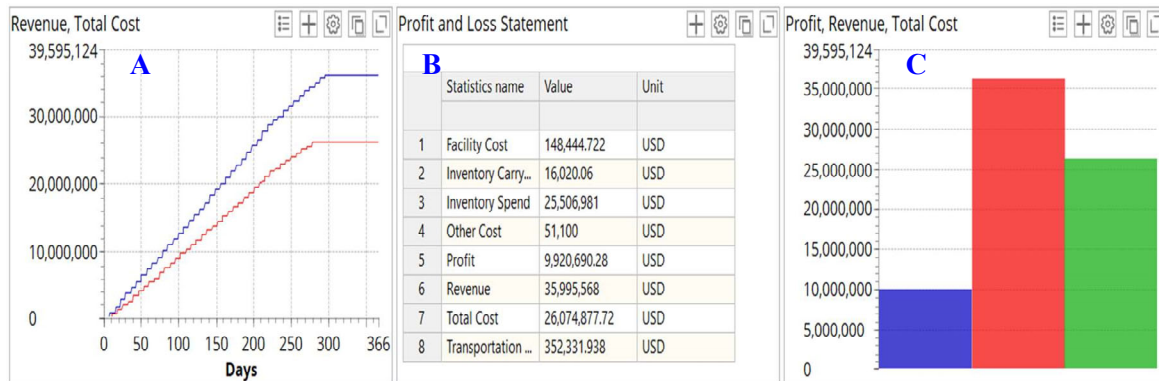 Revenue, Total Cost
39,595,124
A
30,000,000
20,000,000
10,000,000
0
0 50 100 150 200 250 300 366
Days
Profit and Loss Statement
B
Statistics name Value Unit
1 Facility Cost 148,444.722 USD
2 Inventory Carry... 16,020.06 USD
3 Inventory Spend 25,506,981 USD
4 Other Cost 51,100 USD
5 Profit 9,920,690.28 USD
6 Revenue 35,995,568 USD
7 Total Cost 26,074,877.72 USD
8 Transportation ... 352,331.938 USD
Profit, Revenue, Total Cost
39,595,124
C
35,000,000
30,000,000
25,000,000
20,000,000
15,000,000
10,000,000
5,000,000
0